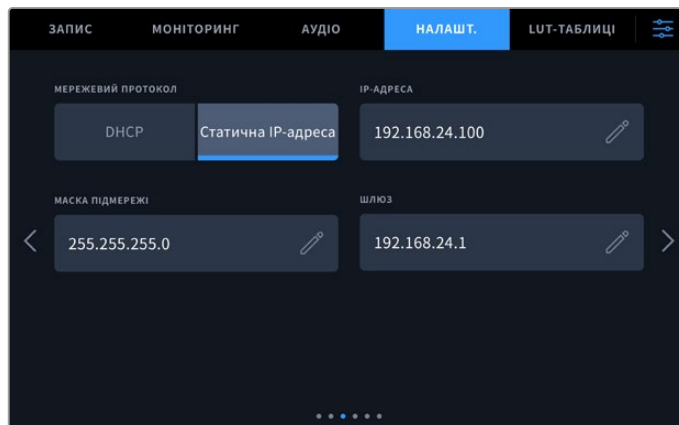 ЗАПИС МОНІТОРИНГ АУДІО НАЛАШТ. LUT-ТАБЛИЦІ
МЕРЕЖЕВИЙ ПРОТОКОЛ IP-АДРЕСА
DHCP Статична IP-адреса 192.168.24.100
МАСКА ПІДМЕРЕЖІ ШЛЮЗ
255.255.255.0 192.168.24.1